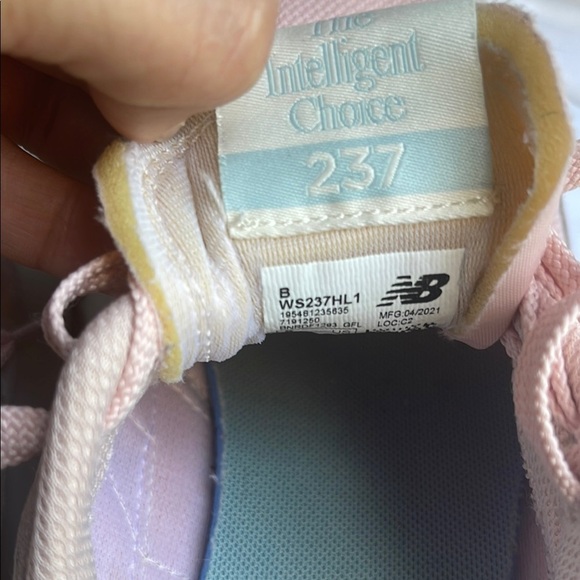 The
Intelligent
Choice
237
B
WS237HL1
195481235635
7191250
MFG:04/2021
LOC:C2